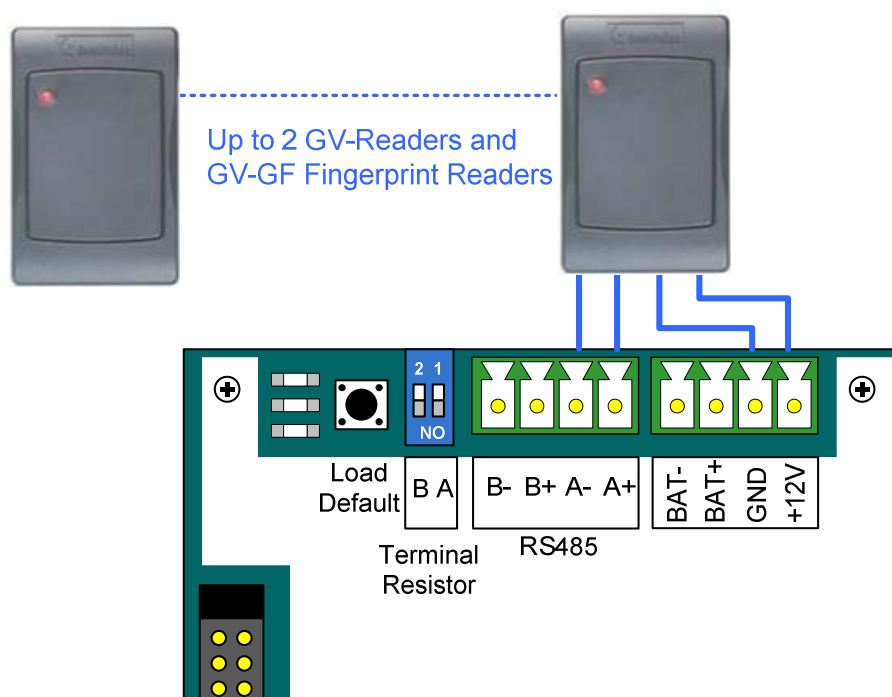 Up to 2 GV-Readers and
GV-GF Fingerprint Readers
2 1
NO
Load
Default
B A
Terminal
Resistor
B- B+ A- A+
RS485
BAT-
BAT+
GND
+12V